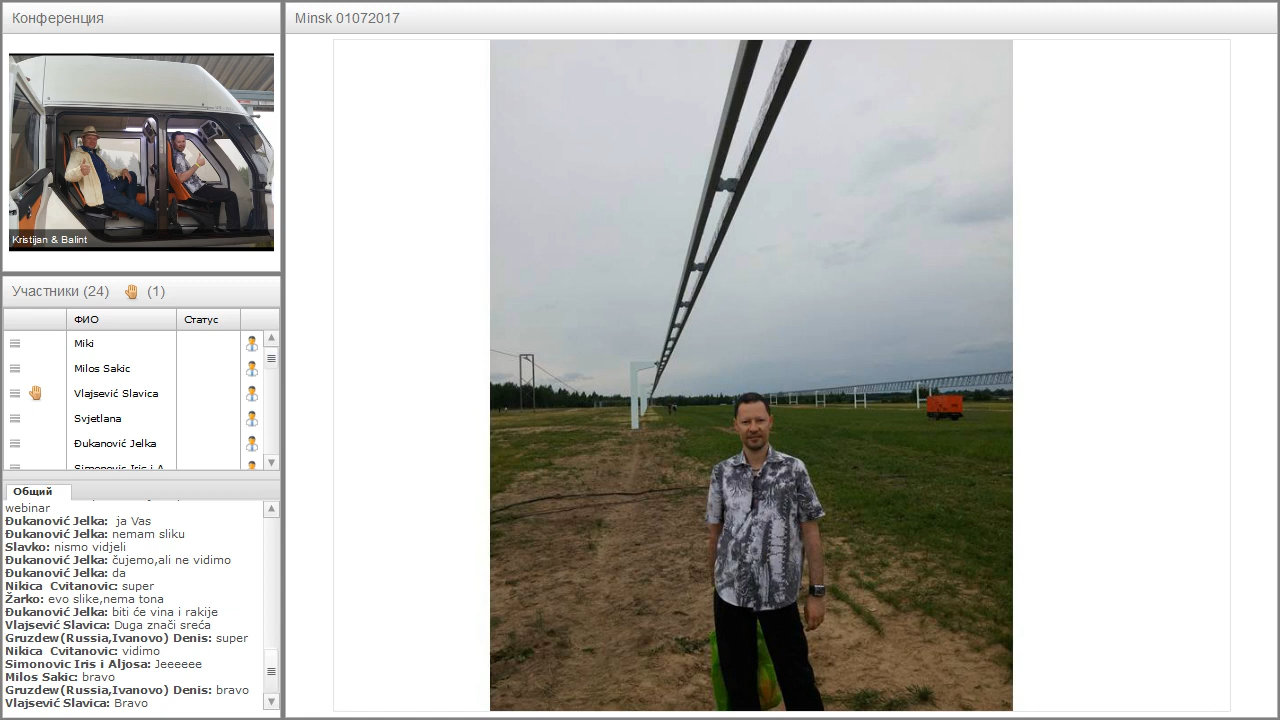 Конференция
Kristijan & Balint
Участники (24) (1)
ФИО Статус
Miki
Milos Sakic
Vlajsević Slavica
Svjetlana
Đukanović Jelka
Simonovic Iris i A
Общий
webinar
Đukanović Jelka: ja Vas
Đukanović Jelka: nemam sliku
Slavko: nismo vidjeli
Đukanović Jelka: čujemo,ali ne vidimo
Đukanović Jelka: da
Nikica Cvitanovic: super
Žarko: evo slike,nema tona
Đukanović Jelka: biti će vina i rakije
Vlajsević Slavica: Duga znači sreća
Gruzdew(Russia,Ivanovo) Denis: super
Nikica Cvitanovic: vidimo
Simonovic Iris i Aljosa: Jeeeeee
Milos Sakic: bravo
Gruzdew(Russia,Ivanovo) Denis: bravo
Vlajsević Slavica: Bravo
Minsk 01072017